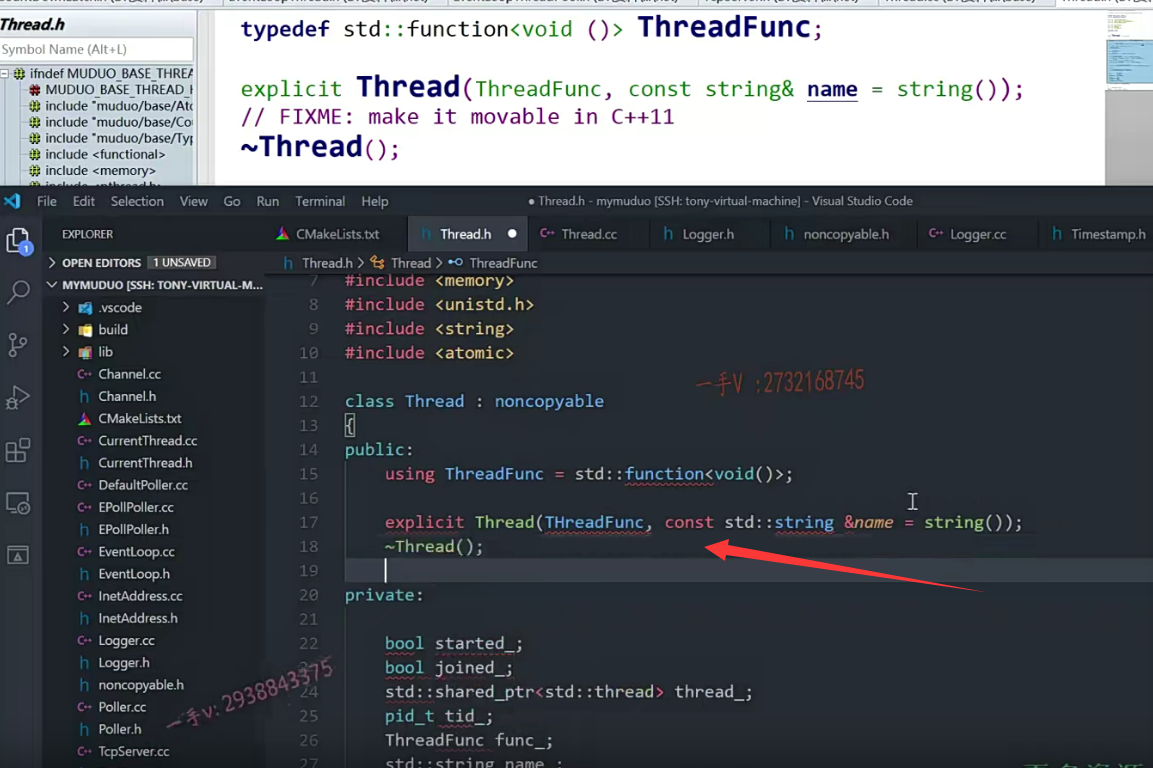 Thread.h
Symbol Name (Alt+L)
ifndef MUDUO_BASE_THREA
MUDUO_BASE_THREAD_H
include "muduo/base/Ato
include "muduo/base/Cou
include "muduo/base/Typ
include <functional>
include <memory>
include <pthread.h>
typedef std::function<void ()> ThreadFunc;
explicit Thread(ThreadFunc, const string& name = string());
// FIXME: make it movable in C++11
~Thread();
File Edit Selection View Go Run Terminal Help
● Thread.h - mymuduo [SSH: tony-virtual-machine] - Visual Studio Code
EXPLORER
CMakeLists.txt
Thread.h
Thread.cc
Logger.h
noncopyable.h
Logger.cc
Timestamp.h
OPEN EDITORS 1 UNSAVED
Thread.h > Thread > ThreadFunc
MYMUDUO [SSH: TONY-VIRTUAL-M...
.vscode
build
lib
Channel.cc
Channel.h
CMakeLists.txt
CurrentThread.cc
CurrentThread.h
DefaultPoller.cc
EPollPoller.cc
EPollPoller.h
EventLoop.cc
EventLoop.h
InetAddress.cc
InetAddress.h
Logger.cc
Logger.h
noncopyable.h
Poller.cc
Poller.h
TcpServer.cc
1
7 #include <memory>
8 #include <unistd.h>
9 #include <string>
10 #include <atomic>
11
12 class Thread : noncopyable
13 {
14 public:
15 using ThreadFunc = std::function<void()>;
16
17 explicit Thread(THreadFunc, const std::string &name = string());
18 ~Thread();
19
20 private:
21
22 bool started_;
23 bool joined_;
24 std::shared_ptr<std::thread> thread_;
25 pid_t tid_;
26 ThreadFunc func_;
27 std::string name_;
一手V :2732168745
一手v: 2938843375